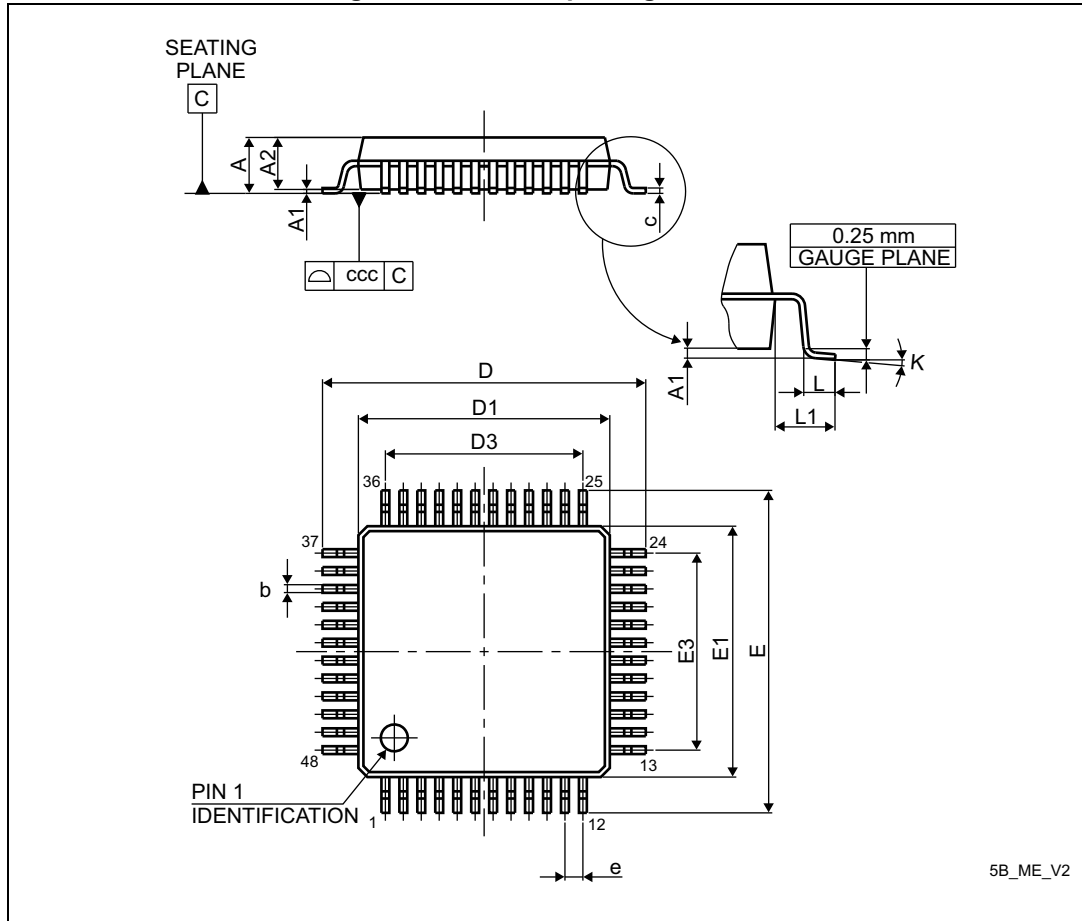 SEATING
PLANE
C
A
A2
A1
c
ccc C
0.25 mm
GAUGE PLANE
A1
K
L
L1
D
D1
D3
36
25
37
24
b
E3
E1
E
48
13
PIN 1
IDENTIFICATION
1
12
e
5B_ME_V2